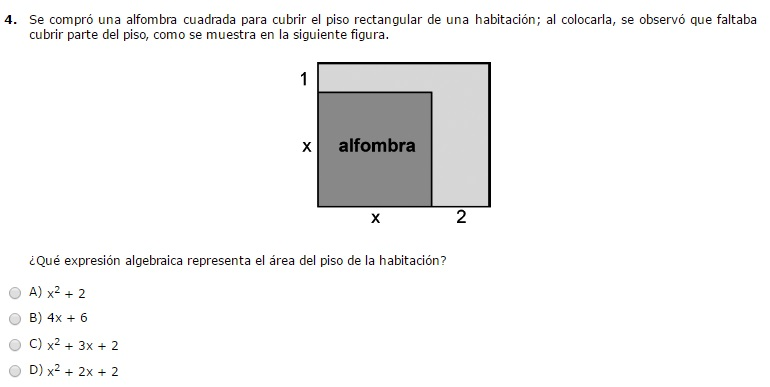 4. Se compró una alfombra cuadrada para cubrir el piso rectangular de una habitación; al colocarla, se observó que faltaba
cubrir parte del piso, como se muestra en la siguiente figura.
1
x alfombra
x 2
¿Qué expresión algebraica representa el área del piso de la habitación?
A) x² + 2
B) 4x + 6
C) x² + 3x + 2
D) x² + 2x + 2